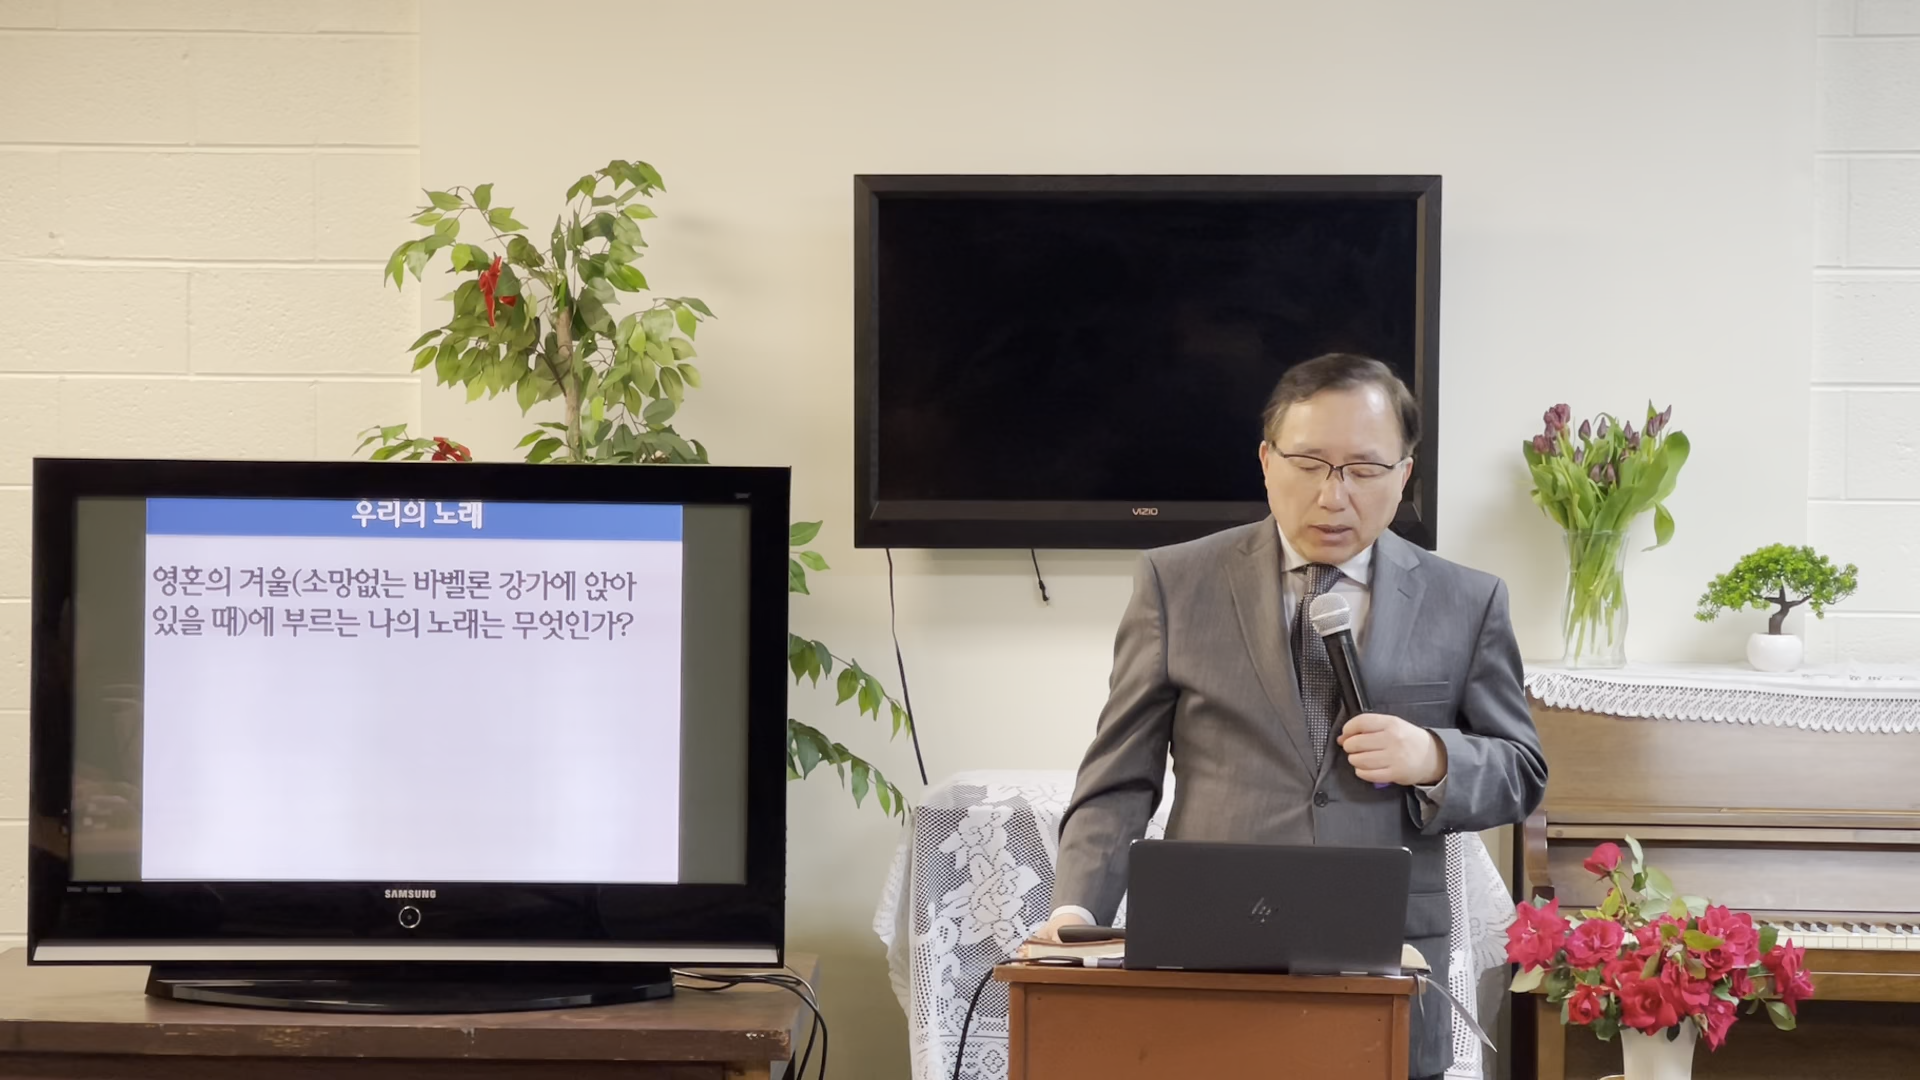 우리의 노래
영혼의 겨울(소망없는 바벨론 강가에 앉아
있을 때)에 부르는 나의 노래는 무엇인가?
SAMSUNG
VIZIO
hp